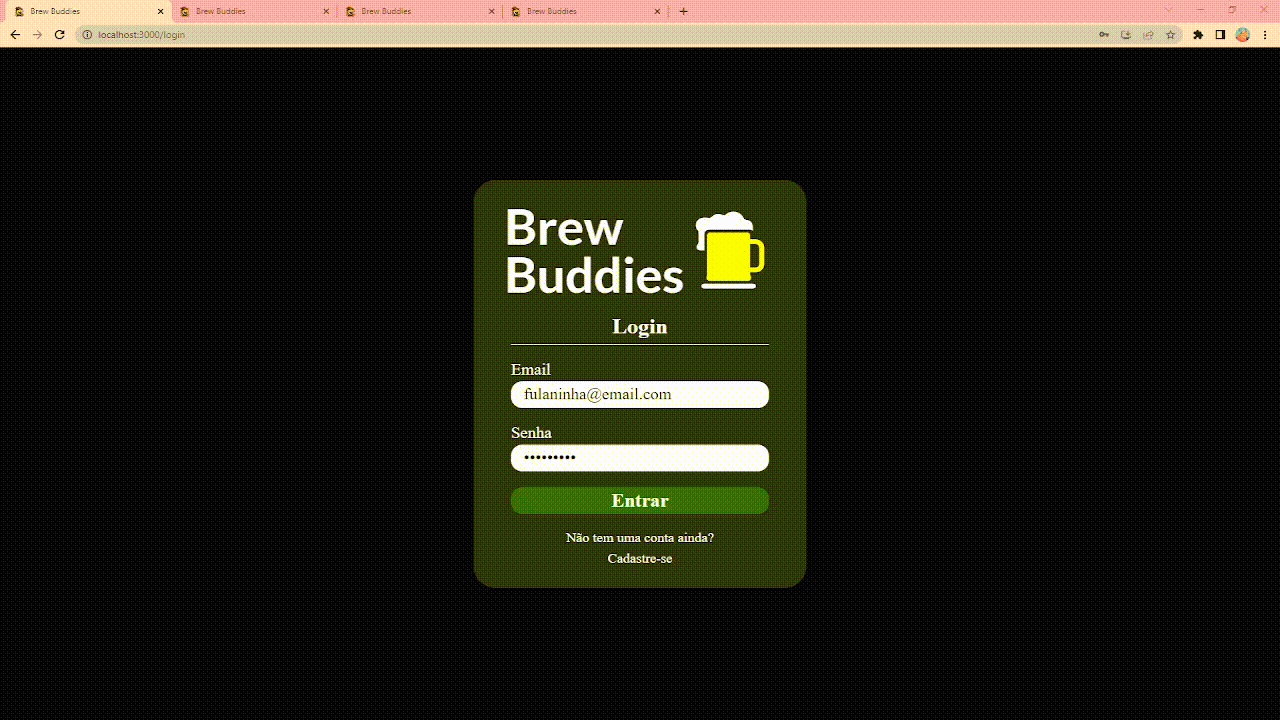 Brew Buddies
Brew Buddies
Brew Buddies
Brew Buddies
localhost:3000/login
Brew
Buddies
Login
Email
fulaninha@email.com
Senha
•••••••••
Entrar
Não tem uma conta ainda?
Cadastre-se